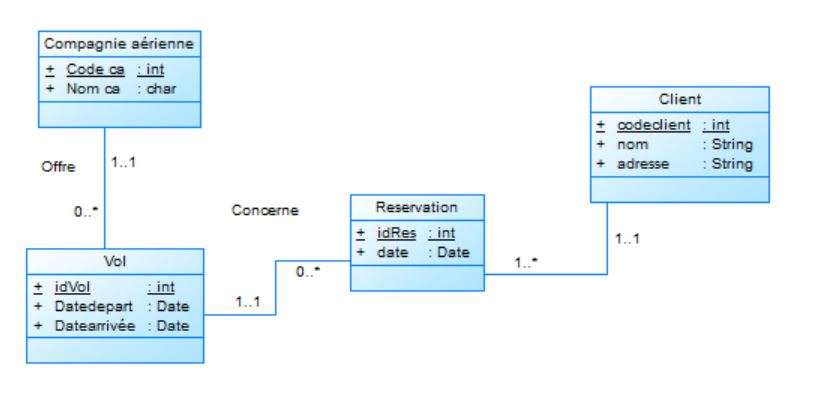 Compagnie aérienne
+ Code ca : int
+ Nom ca : char
Offre
1..1
0..*
Vol
+ idVol : int
+ Datedepart : Date
+ Datearrivée : Date
1..1
Concerne
0..*
Reservation
+ idRes : int
+ date : Date
1..*
1..1
Client
+ codeclient : int
+ nom : String
+ adresse : String